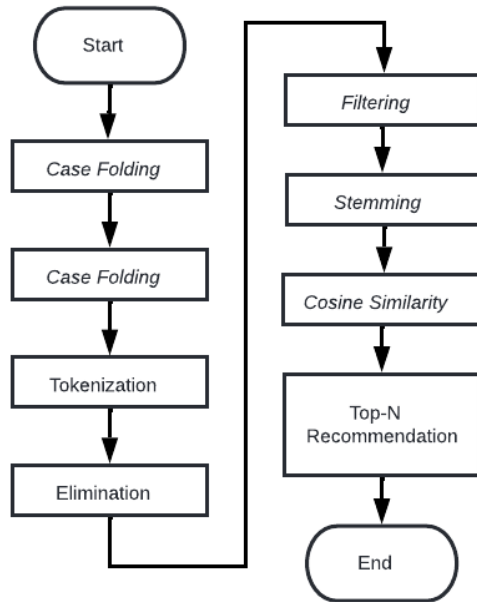 Start
Case Folding
Case Folding
Tokenization
Elimination
Filtering
Stemming
Cosine Similarity
Top-N
Recommendation
End